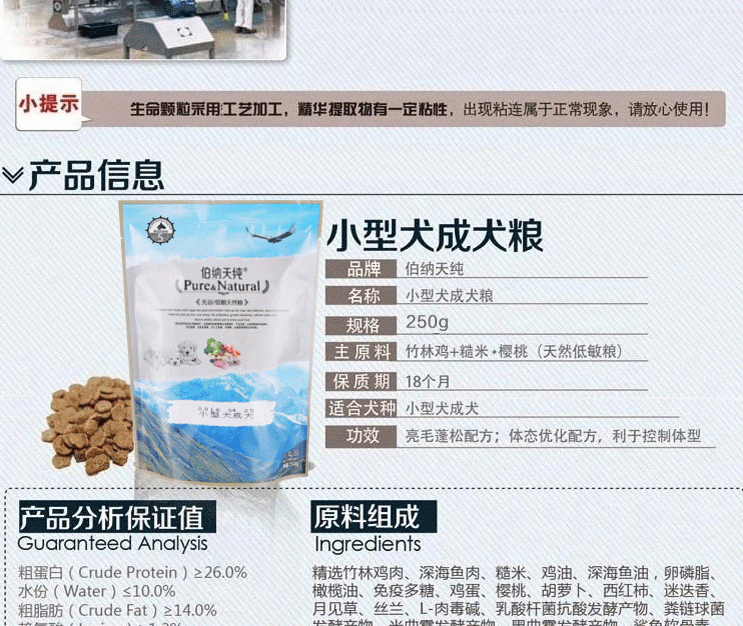 小提示
生命颗粒采用:工艺加工，精华提取物有一定粘性，出现粘连属于正常现象，请放心使用！
产品信息
伯纳天纯®
Pure&Natural
小型犬成犬
小型犬成犬粮
品牌 伯纳天纯
名称 小型犬成犬粮
规格 250g
主原料 竹林鸡+糙米·樱桃（天然低敏粮）
保质期 18个月
适合犬种 小型犬成犬
功效 亮毛蓬松配方；体态优化配方，利于控制体型
产品分析保证值
Guaranteed Analysis
粗蛋白（Crude Protein）≥26.0%
水份（Water）≤10.0%
粗脂肪（Crude Fat）≥14.0%
原料组成
Ingredients
精选竹林鸡肉、深海鱼肉、糙米、鸡油、深海鱼油，卵磷脂、
橄榄油、免疫多糖、鸡蛋、樱桃、胡萝卜、西红柿、迷迭香、
月见草、丝兰、L-肉毒碱、乳酸杆菌抗酸发酵产物、粪链球菌